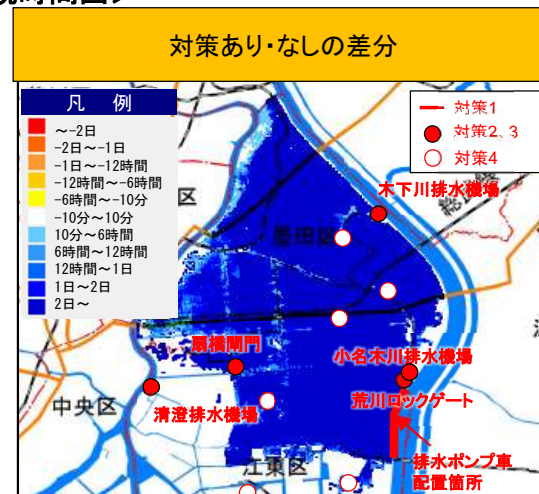 対策あり・なしの差分
凡 例
～-2日
-2日～-1日
-1日～-12時間
-12時間～-6時間
-6時間～-10分
-10分～10分
10分～6時間
6時間～12時間
12時間～1日
1日～2日
2日～
対策1
対策2、3
対策4
木下川排水機場
区
墨田区
扇橋閘門
小名木川排水機場
荒川ロックゲート
中央区
清澄排水機場
江東区
排水ポンプ車
配置箇所